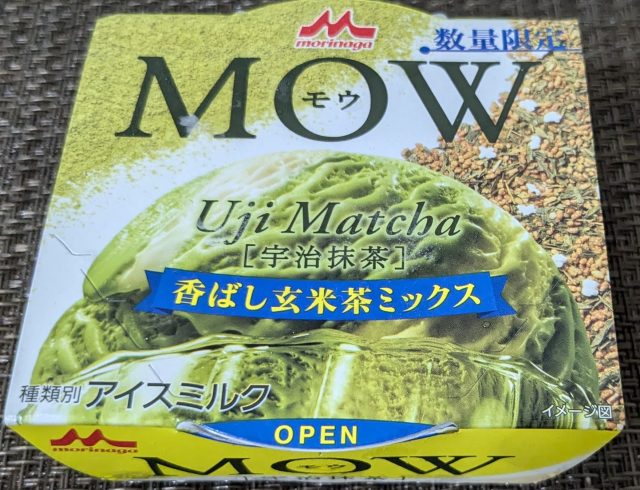 morinaga
数量限定
MOW
モウ
Uji Matcha
[宇治抹茶]
香ばし玄米茶ミックス
種類別 アイスミルク
イメージ図
OPEN
morinaga
MOW
モウ